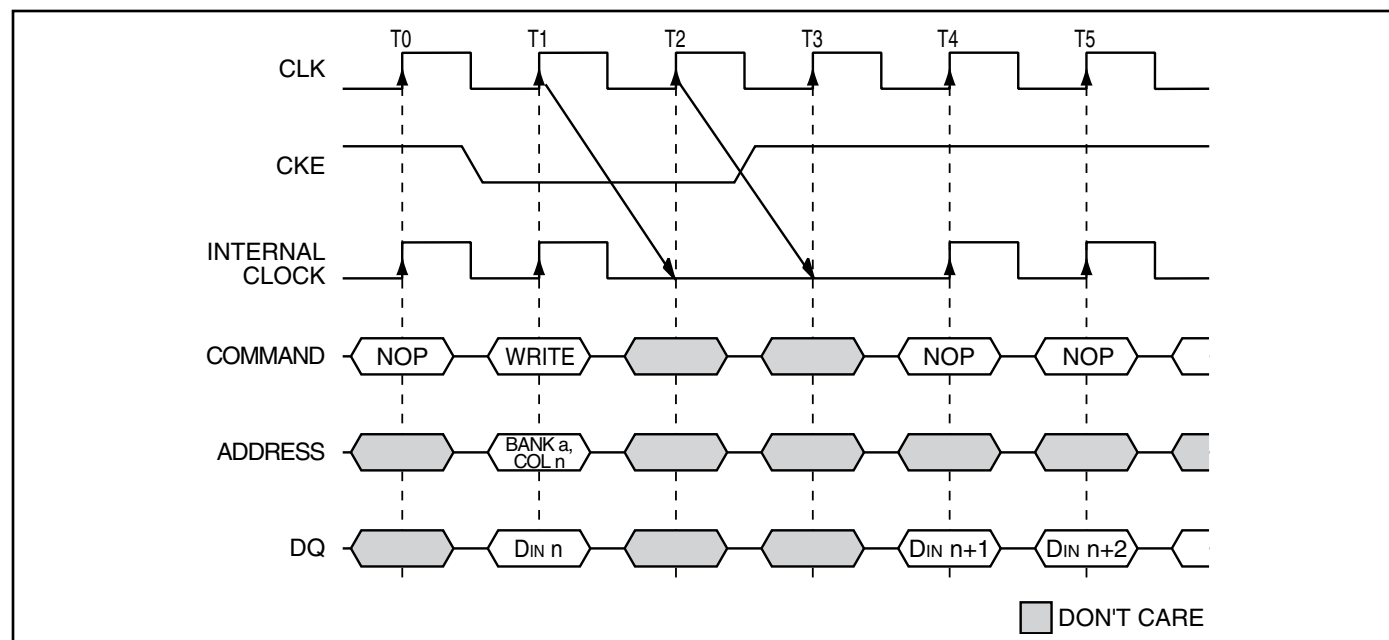 T0 T1 T2 T3 T4 T5
CLK
CKE
INTERNAL
CLOCK
COMMAND NOP WRITE NOP NOP
ADDRESS BANK a,
COL n
DQ DIN n DIN n+1 DIN n+2
DON'T CARE